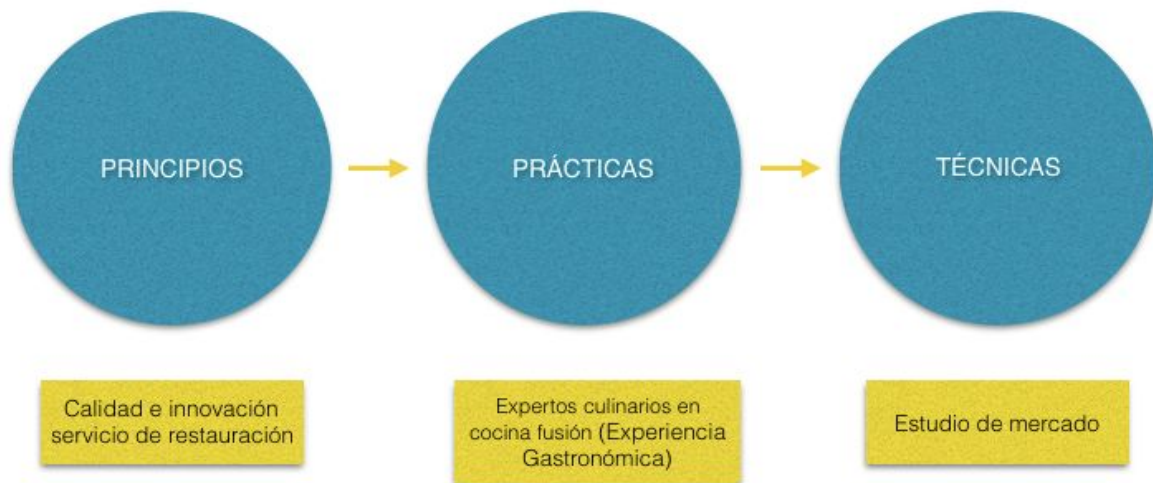 PRINCIPIOS
PRÁCTICAS
TÉCNICAS
Calidad e innovación
servicio de restauración
Expertos culinarios en
cocina fusión (Experiencia
Gastronómica)
Estudio de mercado